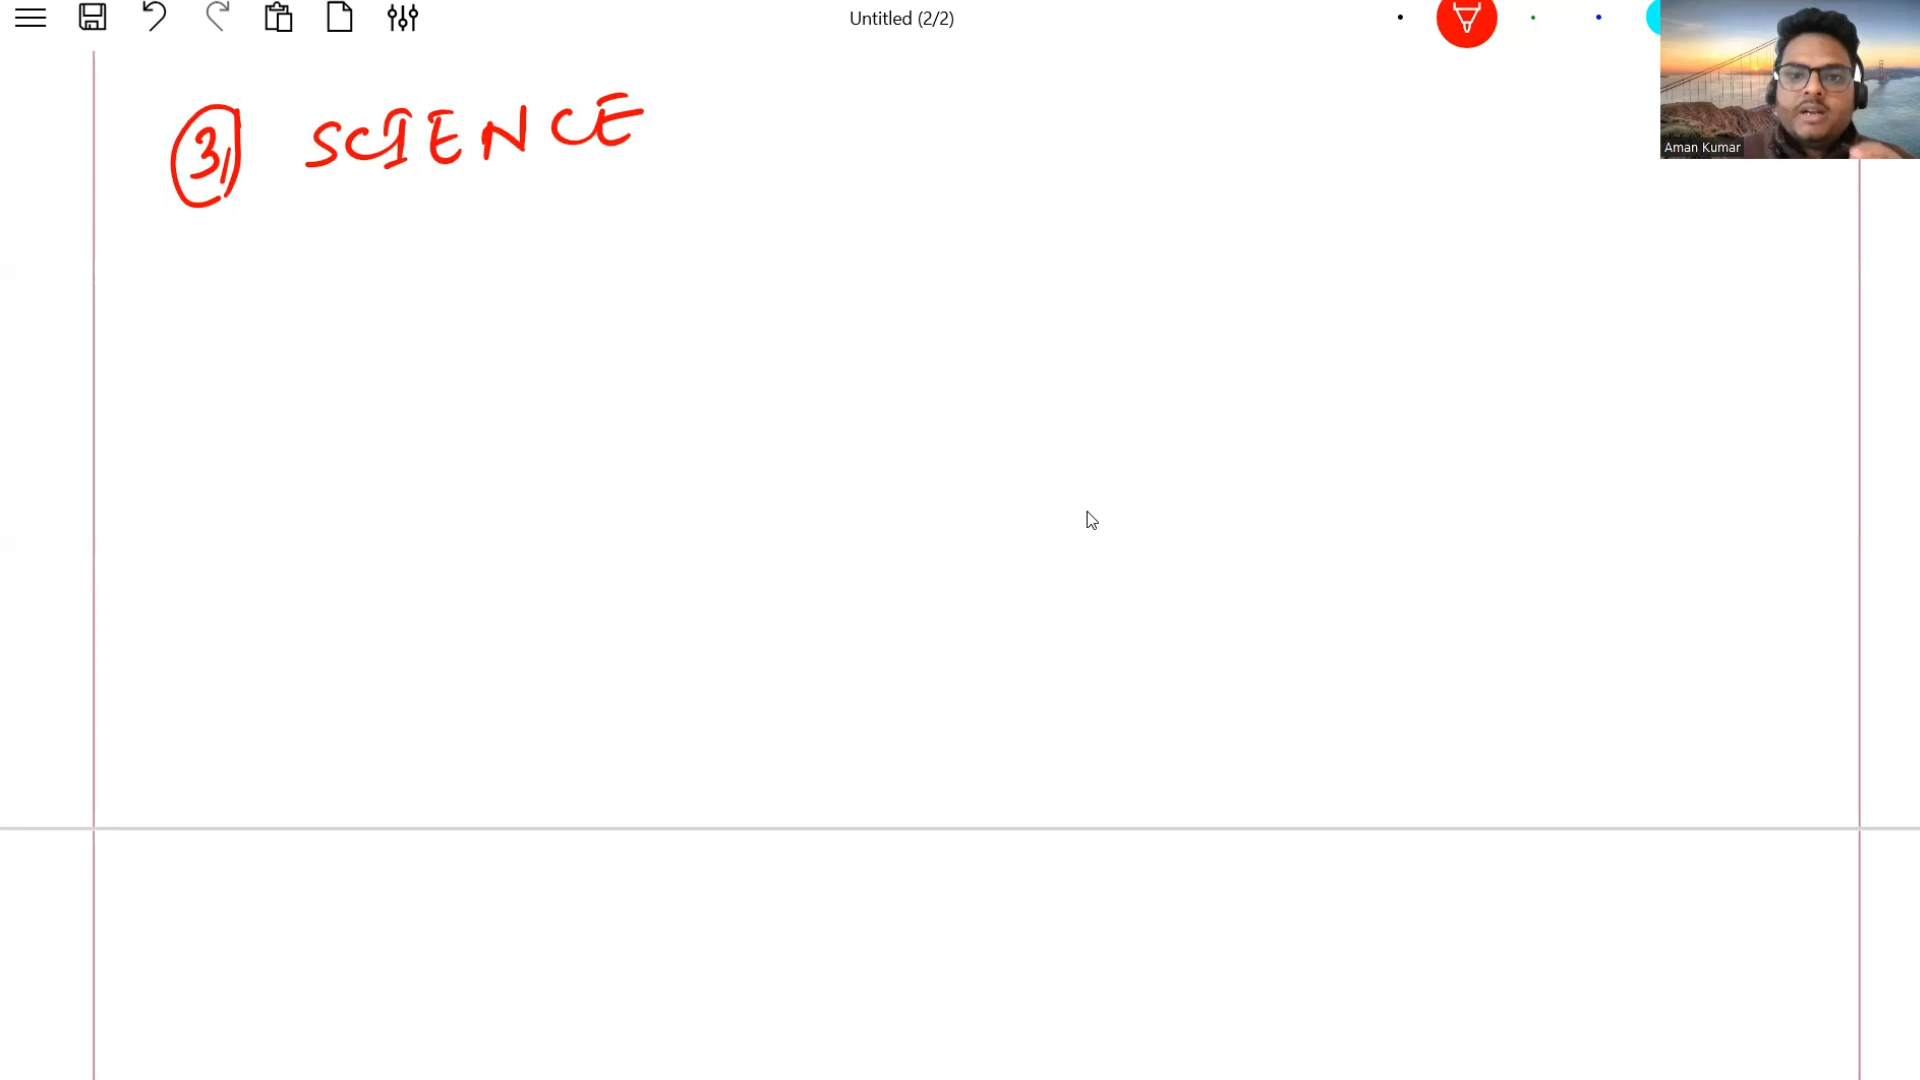 Untitled (2/2)
3, SCIENCE
Aman Kumar